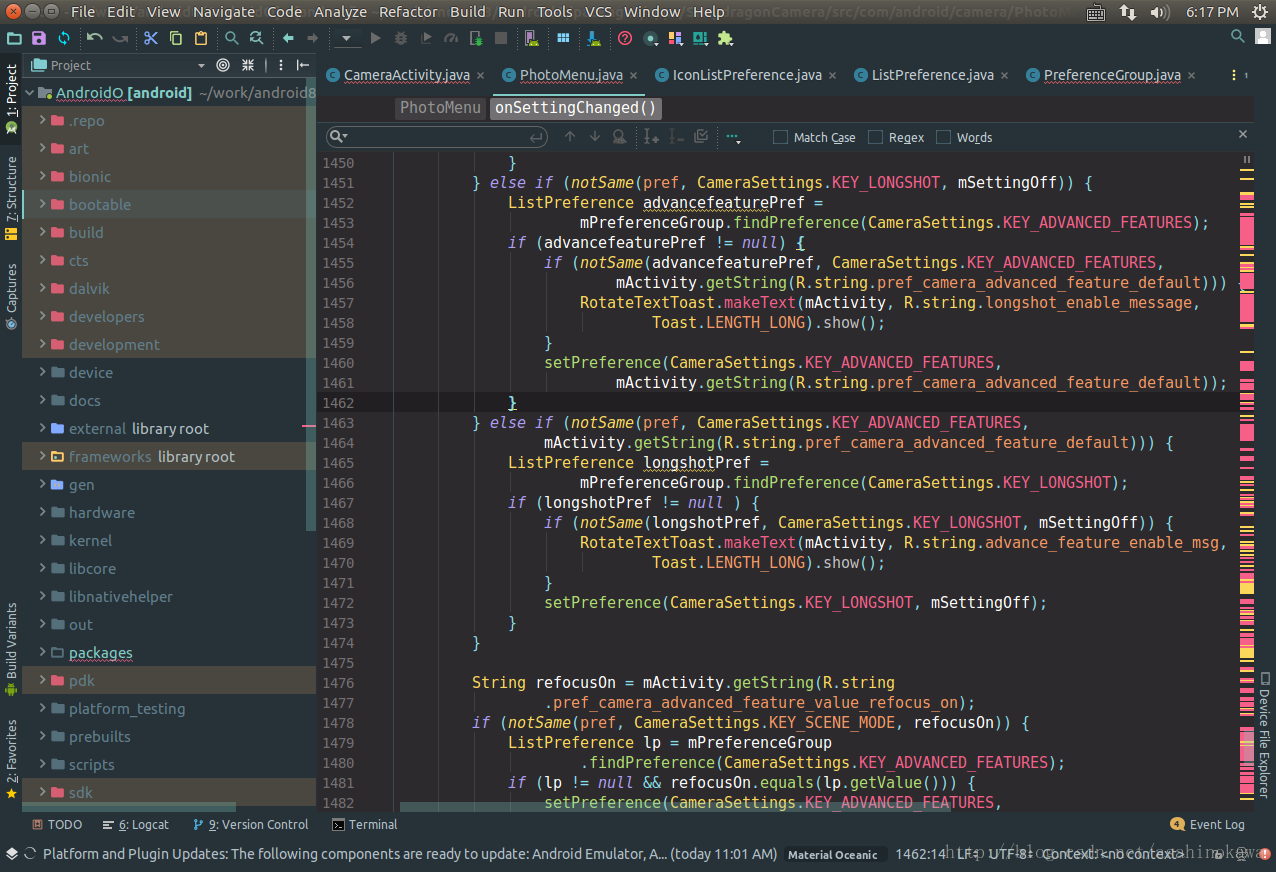 File Edit View Navigate Code Analyze Refactor Build Run Tools VCS Window Help
6:17 PM
Project
CameraActivity.java
PhotoMenu.java
IconListPreference.java
ListPreference.java
PreferenceGroup.java
1
1: Project
7: Structure
Captures
Build Variants
2: Favorites
AndroidO [android] ~/work/android8
.repo
art
bionic
bootable
build
cts
dalvik
developers
development
device
docs
external library root
frameworks library root
gen
hardware
kernel
libcore
libnativehelper
out
packages
pdk
platform_testing
prebuilts
scripts
sdk
PhotoMenu onSettingChanged()
Match Case Regex Words
1450 }
1451 } else if (notSame(pref, CameraSettings.KEY_LONGSHOT, mSettingOff)) {
1452 ListPreference advancefeaturePref =
1453 mPreferenceGroup.findPreference(CameraSettings.KEY_ADVANCED_FEATURES);
1454 if (advancefeaturePref != null) {
1455 if (notSame(advancefeaturePref, CameraSettings.KEY_ADVANCED_FEATURES,
1456 mActivity.getString(R.string.pref_camera_advanced_feature_default)))
1457 RotateTextToast.makeText(mActivity, R.string.longshot_enable_message,
1458 Toast.LENGTH_LONG).show();
1459 }
1460 setPreference(CameraSettings.KEY_ADVANCED_FEATURES,
1461 mActivity.getString(R.string.pref_camera_advanced_feature_default));
1462 }
1463 } else if (notSame(pref, CameraSettings.KEY_ADVANCED_FEATURES,
1464 mActivity.getString(R.string.pref_camera_advanced_feature_default))) {
1465 ListPreference longshotPref =
1466 mPreferenceGroup.findPreference(CameraSettings.KEY_LONGSHOT);
1467 if (longshotPref != null ) {
1468 if (notSame(longshotPref, CameraSettings.KEY_LONGSHOT, mSettingOff)) {
1469 RotateTextToast.makeText(mActivity, R.string.advance_feature_enable_msg,
1470 Toast.LENGTH_LONG).show();
1471 }
1472 setPreference(CameraSettings.KEY_LONGSHOT, mSettingOff);
1473 }
1474 }
1475
1476 String refocusOn = mActivity.getString(R.string
1477 .pref_camera_advanced_feature_value_refocus_on);
1478 if (notSame(pref, CameraSettings.KEY_SCENE_MODE, refocusOn)) {
1479 ListPreference lp = mPreferenceGroup
1480 .findPreference(CameraSettings.KEY_ADVANCED_FEATURES);
1481 if (lp != null && refocusOn.equals(lp.getValue())) {
1482 setPreference(CameraSettings.KEY_ADVANCED_FEATURES,
Device File Explorer
TODO 6: Logcat 9: Version Control Terminal
4 Event Log
Platform and Plugin Updates: The following components are ready to update: Android Emulator, A... (today 11:01 AM)
Material Oceanic
1462:14 LF÷ UTF-8÷ Context: <no context>